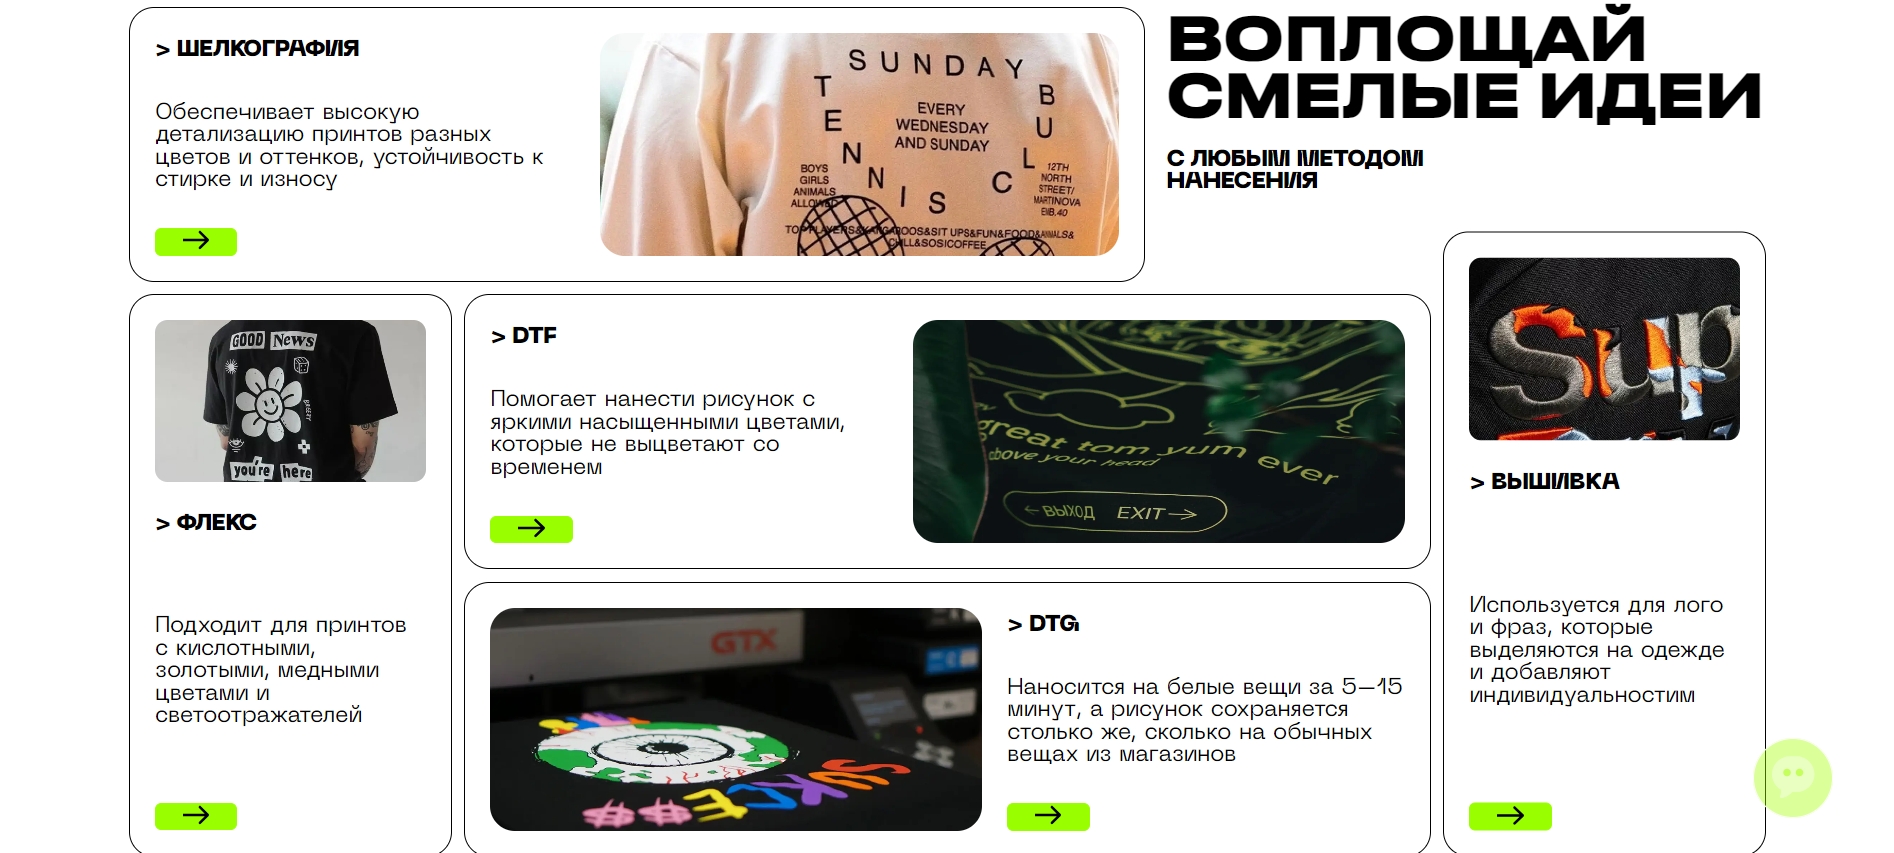 > ШЕЛКОГРАФИЯ
Обеспечивает высокую
детализацию принтов разных
цветов и оттенков, устойчивость к
стирке и износу
SUNDAY
TENNIS CLUB
EVERY
WEDNESDAY
AND SUNDAY
BOYS
GIRLS
ANIMALS
ALLOWED
12TH
NORTH
STREET/
MARTINOVA
EMB.40
TOP PLAYERS&KANGAROOS&SIT UPS&FUN&FOOD&ANIMALS&
CHILL&SOSICOFFEE
ВОПЛОЩАЙ
СМЕЛЫЕ ИДЕИ
С ЛЮБЫМ МЕТОДОМ
НАНЕСЕНИЯ
GOOD News
you're here
> ФЛЕКС
Подходит для принтов
с кислотными,
золотыми, медными
цветами и
светоотражателей
> DTF
Помогает нанести рисунок с
яркими насыщенными цветами,
которые не выцветают со
временем
great tom yum ever
above your head
← ВЫХОД EXIT →
GTX
> DTG
Наносится на белые вещи за 5–15
минут, а рисунок сохраняется
столько же, сколько на обычных
вещах из магазинов
Sup
> ВЫШИВКА
Используется для лого
и фраз, которые
выделяются на одежде
и добавляют
индивидуальностим